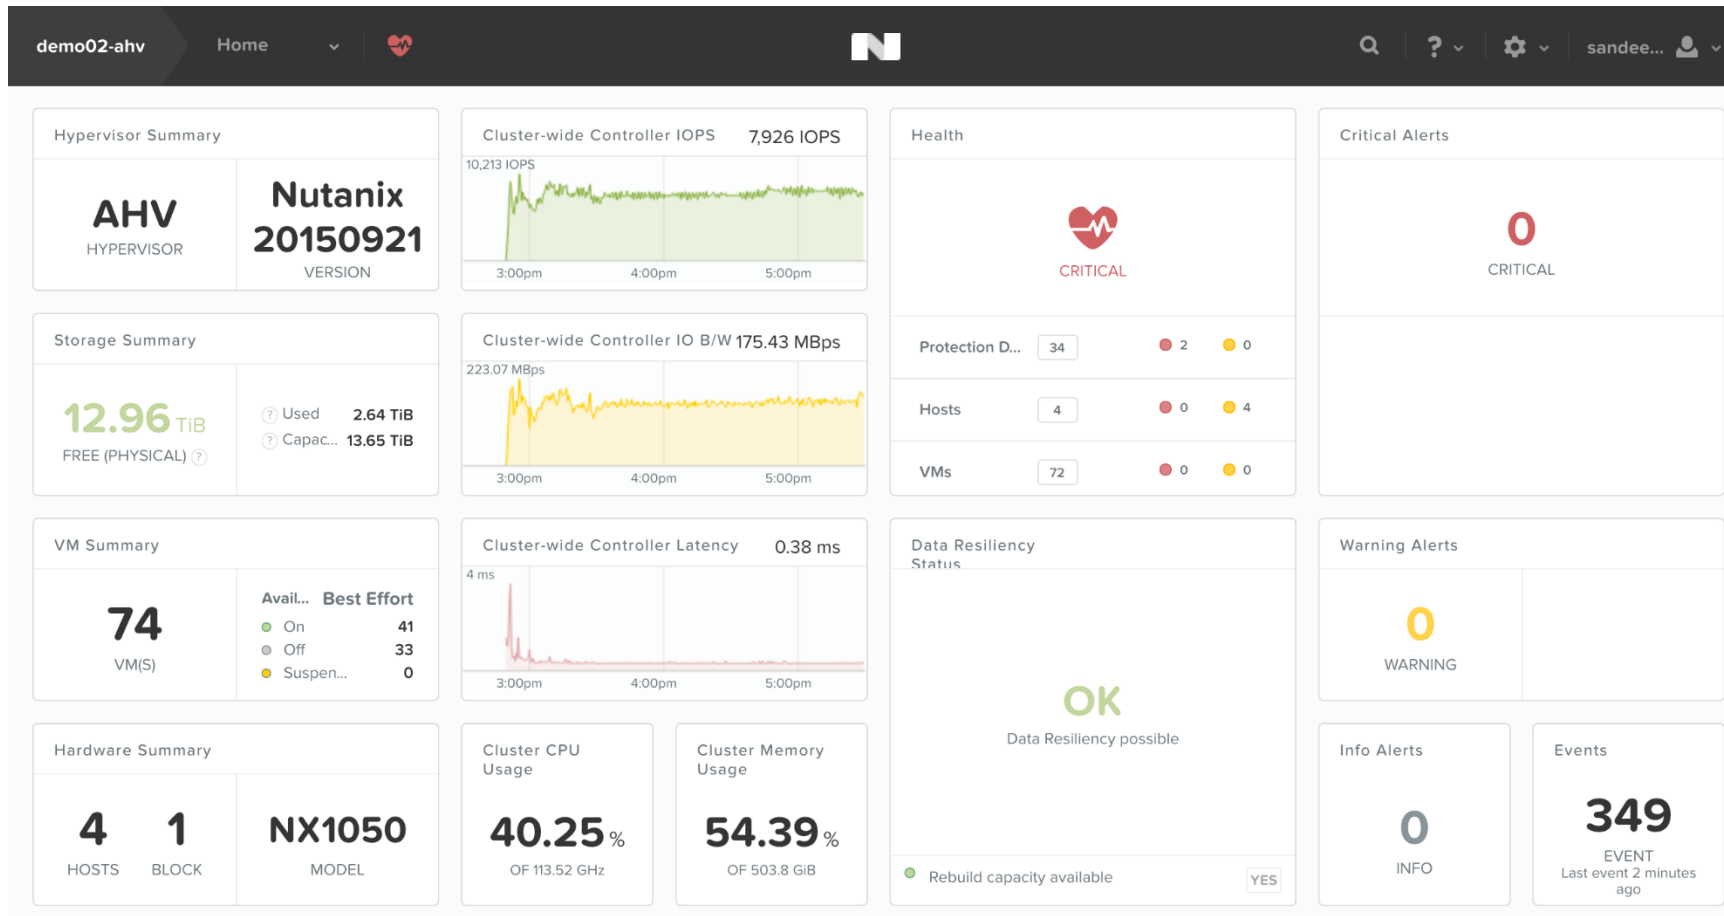 demo02-ahv
Home
?
sandee...
Hypervisor Summary
AHV
HYPERVISOR
Nutanix
20150921
VERSION
Cluster-wide Controller IOPS 7,926 IOPS
10,213 IOPS
3:00pm 4:00pm 5:00pm
Health
CRITICAL
Protection D... 34 2 0
Hosts 4 0 4
VMs 72 0 0
Critical Alerts
0
CRITICAL
Storage Summary
12.96 TiB
FREE (PHYSICAL) ?
? Used 2.64 TiB
? Capac... 13.65 TiB
Cluster-wide Controller IO B/W 175.43 MBps
223.07 MBps
3:00pm 4:00pm 5:00pm
VM Summary
74
VM(S)
Avail... Best Effort
On 41
Off 33
Suspen... 0
Cluster-wide Controller Latency 0.38 ms
4 ms
3:00pm 4:00pm 5:00pm
Data Resiliency
Status
OK
Data Resiliency possible
Rebuild capacity available YES
Warning Alerts
0
WARNING
Hardware Summary
4
HOSTS
1
BLOCK
NX1050
MODEL
Cluster CPU
Usage
40.25 %
OF 113.52 GHz
Cluster Memory
Usage
54.39 %
OF 503.8 GiB
Info Alerts
0
INFO
Events
349
EVENT
Last event 2 minutes
ago